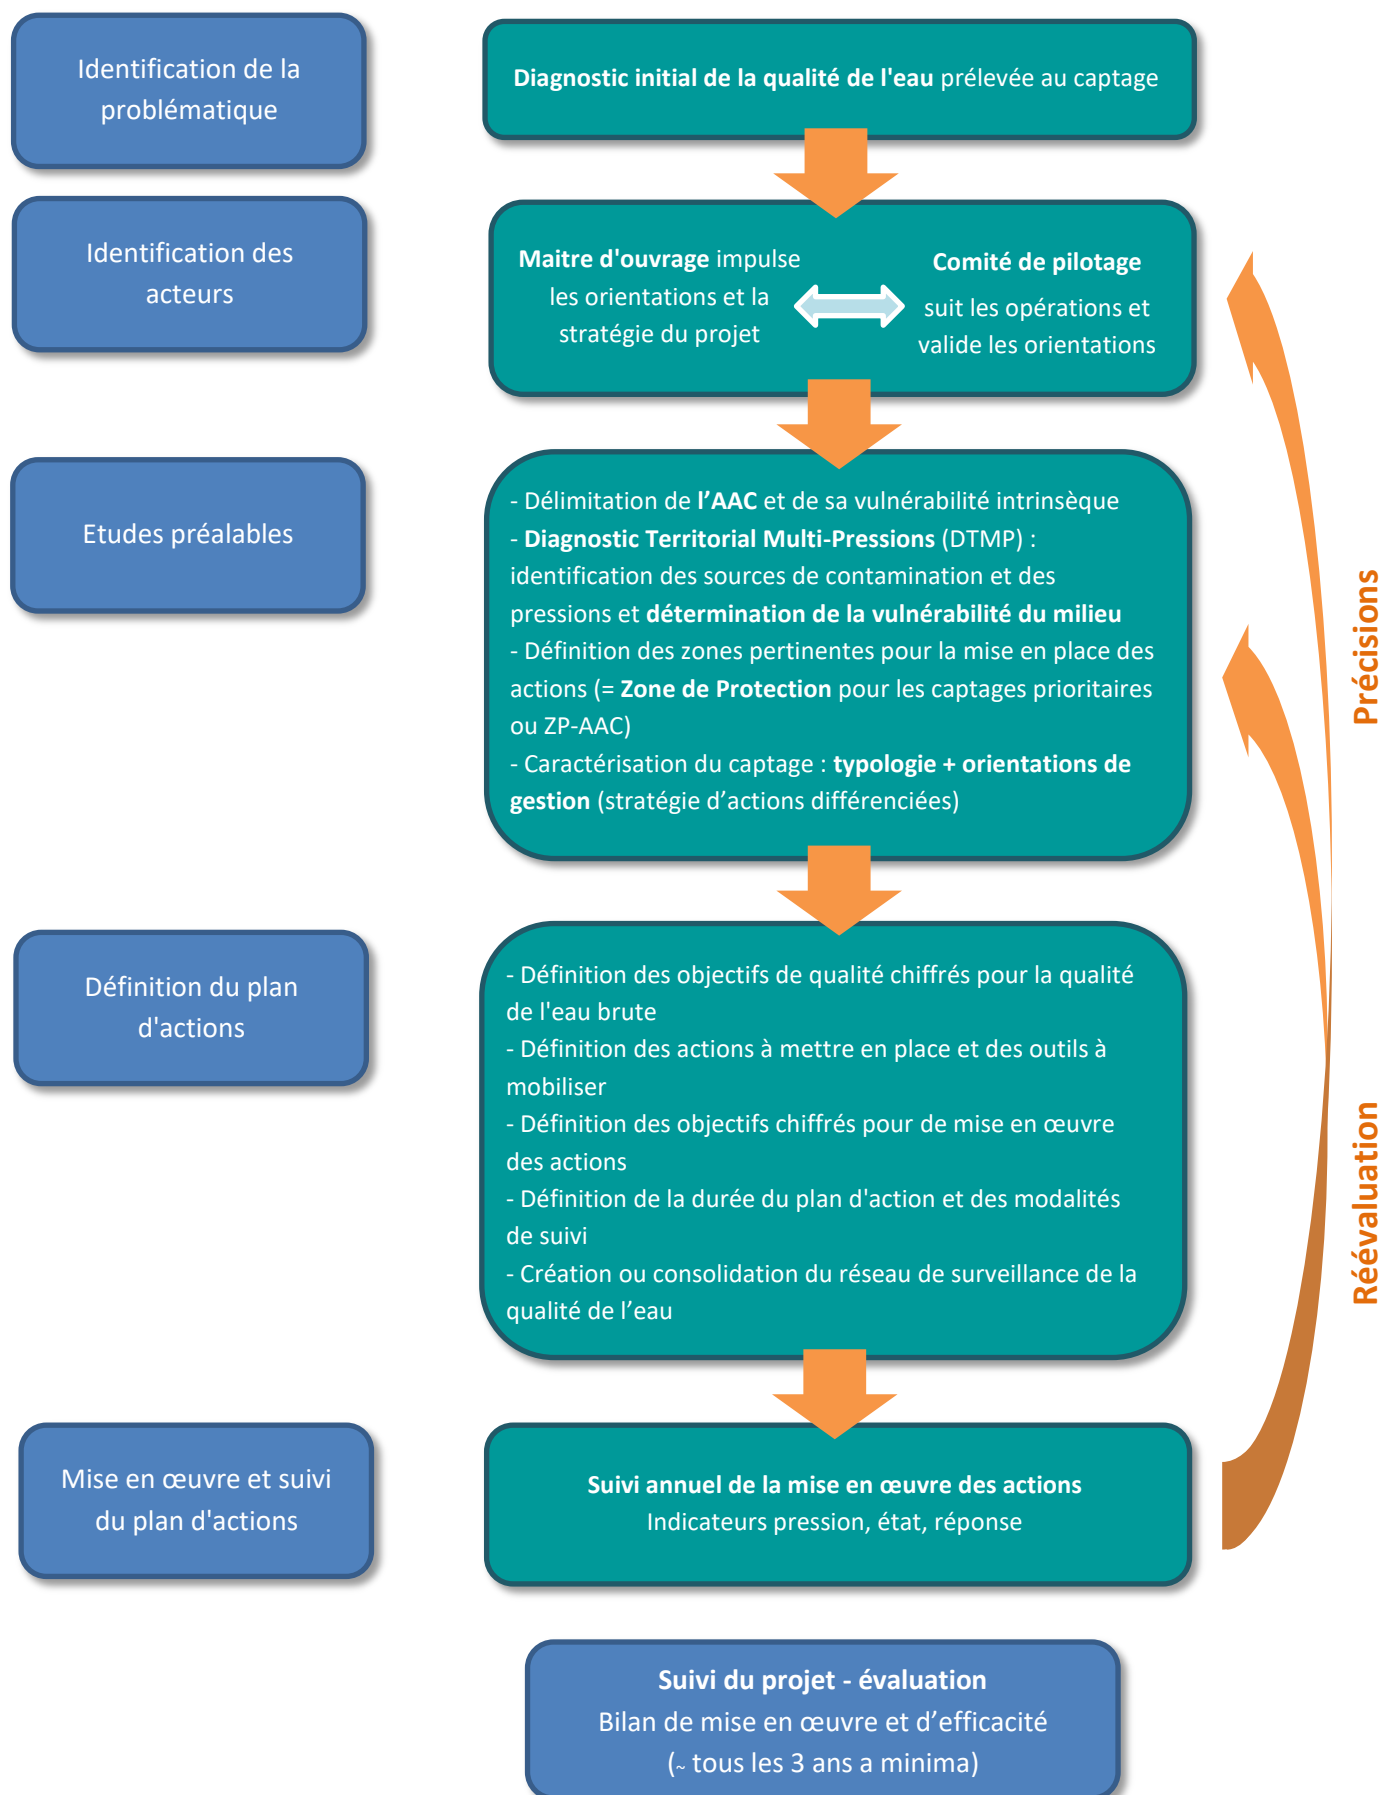 Identification de la
problématique
Diagnostic initial de la qualité de l'eau prélevée au captage
Identification des
acteurs
Maitre d'ouvrage impulse
les orientations et la
stratégie du projet
Comité de pilotage
suit les opérations et
valide les orientations
Etudes préalables
- Délimitation de l’AAC et de sa vulnérabilité intrinsèque
- Diagnostic Territorial Multi-Pressions (DTMP) :
identification des sources de contamination et des
pressions et détermination de la vulnérabilité du milieu
- Définition des zones pertinentes pour la mise en place des
actions (= Zone de Protection pour les captages prioritaires
ou ZP-AAC)
- Caractérisation du captage : typologie + orientations de
gestion (stratégie d’actions différenciées)
Précisions
Définition du plan
d'actions
- Définition des objectifs de qualité chiffrés pour la qualité
de l'eau brute
- Définition des actions à mettre en place et des outils à
mobiliser
- Définition des objectifs chiffrés pour de mise en œuvre
des actions
- Définition de la durée du plan d'action et des modalités
de suivi
- Création ou consolidation du réseau de surveillance de la
qualité de l’eau
Réévaluation
Mise en œuvre et suivi
du plan d'actions
Suivi annuel de la mise en œuvre des actions
Indicateurs pression, état, réponse
Suivi du projet - évaluation
Bilan de mise en œuvre et d’efficacité
(~ tous les 3 ans a minima)